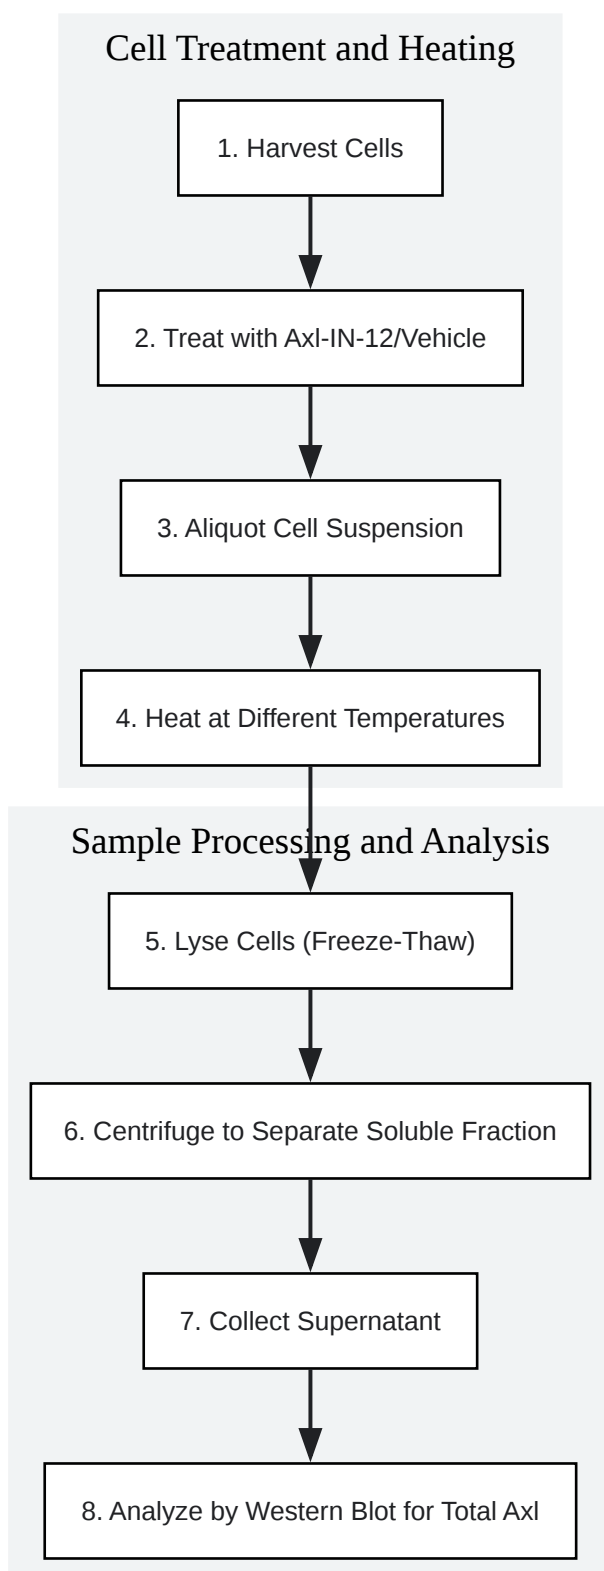 Cell Treatment and Heating
1. Harvest Cells
2. Treat with Axl-IN-12/Vehicle
3. Aliquot Cell Suspension
4. Heat at Different Temperatures
Sample Processing and Analysis
5. Lyse Cells (Freeze-Thaw)
6. Centrifuge to Separate Soluble Fraction
7. Collect Supernatant
8. Analyze by Western Blot for Total Axl